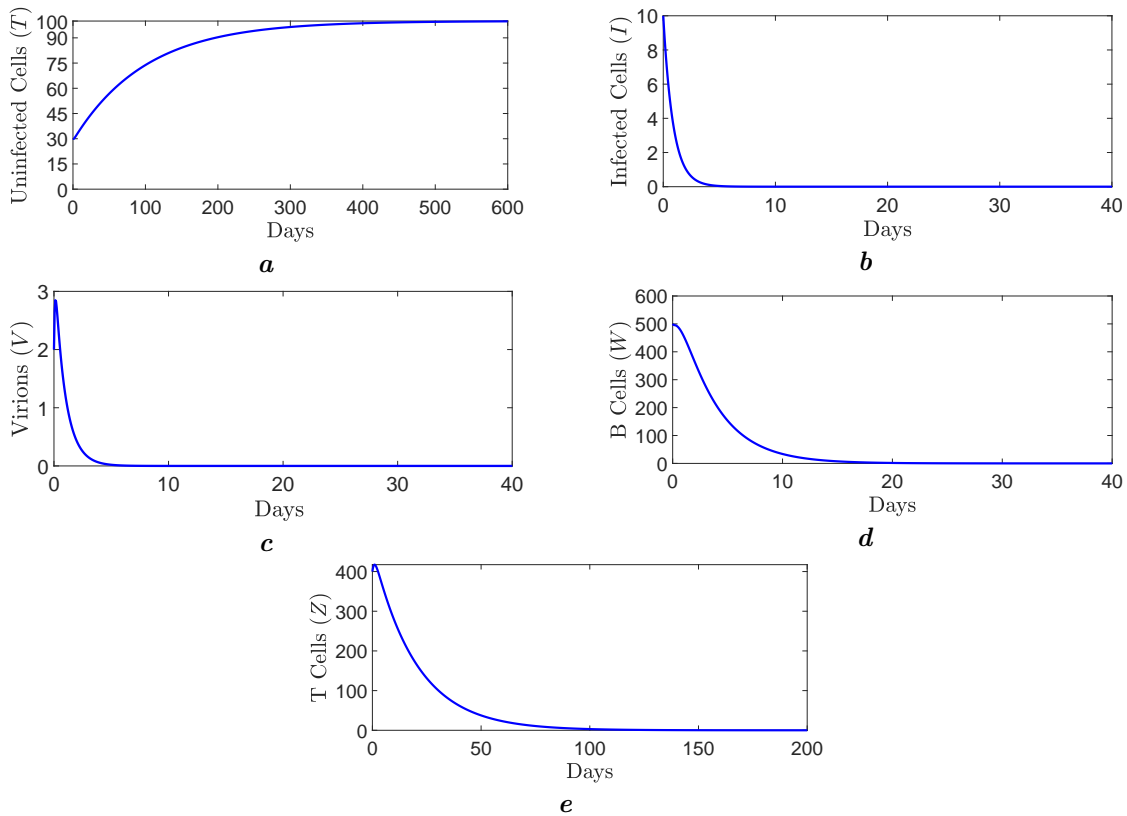 Uninfected Cells (T)
100
90
75
60
45
30
15
0
0 100 200 300 400 500 600
Days
a
Infected Cells (I)
10
8
6
4
2
0
0 10 20 30 40
Days
b
Virions (V)
3
2
1
0
0 10 20 30 40
Days
c
B Cells (W)
600
500
400
300
200
100
0
0 10 20 30 40
Days
d
T Cells (Z)
400
300
200
100
0
0 50 100 150 200
Days
e